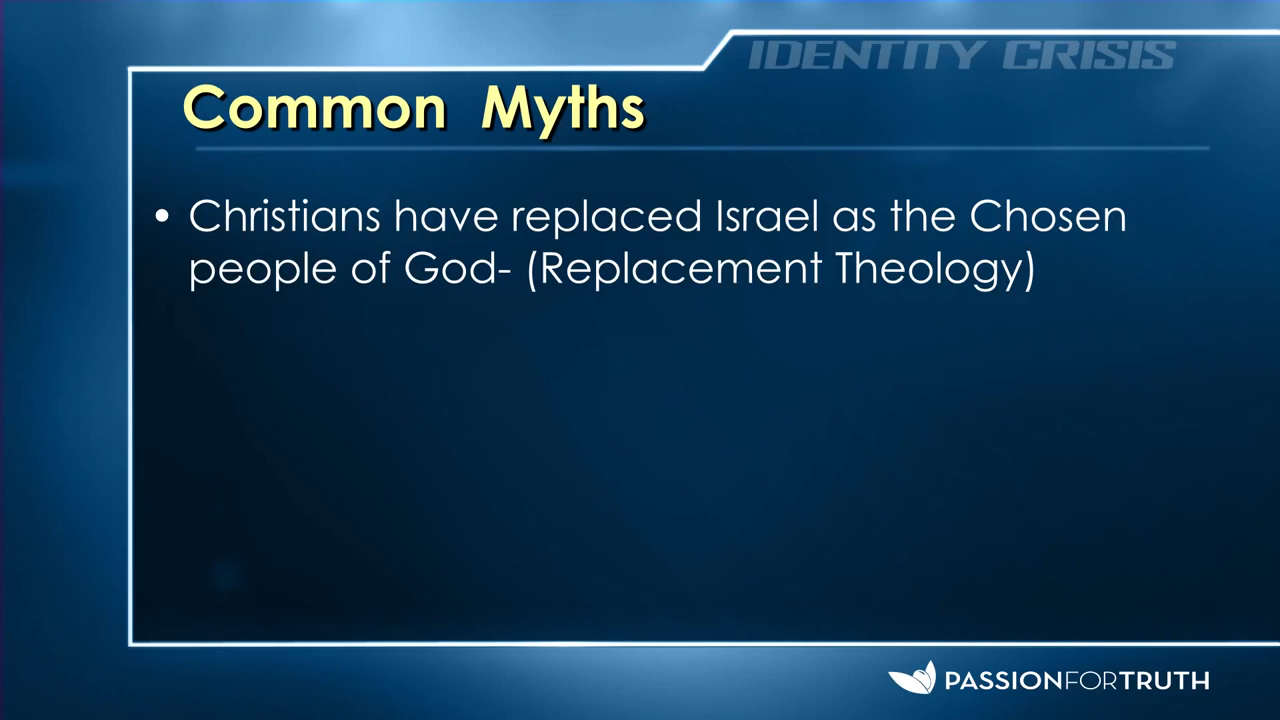 IDENTITY CRISIS
Common Myths
• Christians have replaced Israel as the Chosen
people of God- (Replacement Theology)
PASSIONFORTRUTH